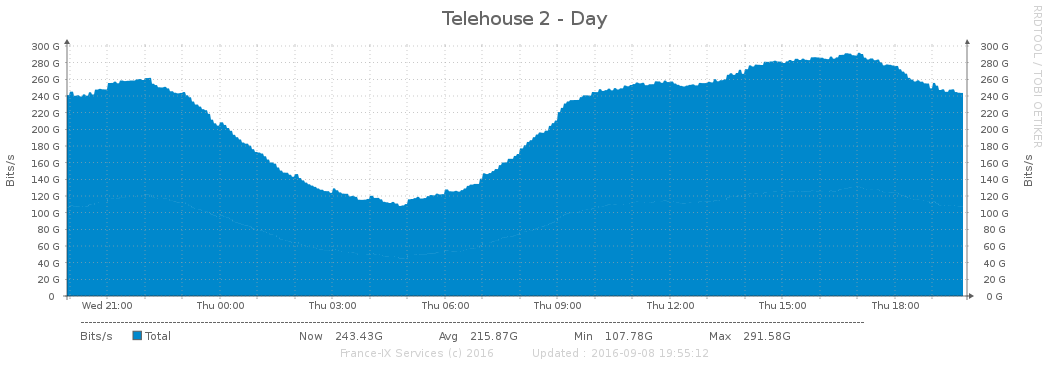 Telehouse 2 - Day
RRDTOOL / TOBI OETIKER
Bits/s
Bits/s
300 G 300 G
280 G 280 G
260 G 260 G
240 G 240 G
220 G 220 G
200 G 200 G
180 G 180 G
160 G 160 G
140 G 140 G
120 G 120 G
100 G 100 G
80 G 80 G
60 G 60 G
40 G 40 G
20 G 20 G
0 0 G
Wed 21:00 Thu 00:00 Thu 03:00 Thu 06:00 Thu 09:00 Thu 12:00 Thu 15:00 Thu 18:00
Bits/s Total Now 243.43G Avg 215.87G Min 107.78G Max 291.58G
France-IX Services (c) 2016 Updated : 2016-09-08 19:55:12